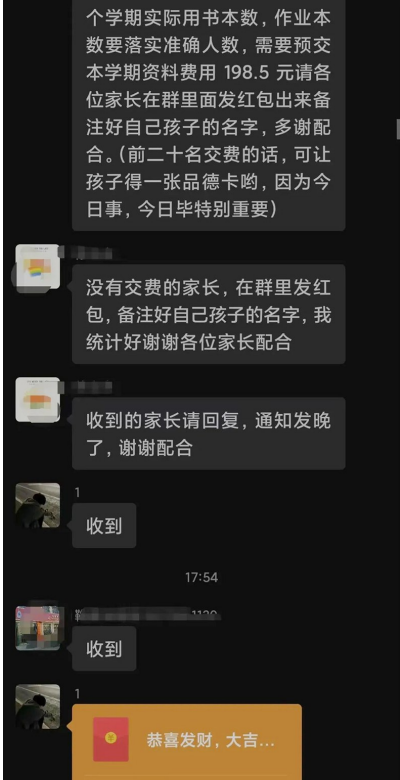 个学期实际用书本数，作业本
数要落实准确人数，需要预交
本学期资料费用 198.5 元请各
位家长在群里面发红包出来备
注好自己孩子的名字，多谢配
合。（前二十名交费的话，可让
孩子得一张品德卡哟，因为今
日事，今日毕特别重要）
没有交费的家长，在群里发红
包，备注好自己孩子的名字，我
统计好谢谢各位家长配合
收到的家长请回复，通知发晚
了，谢谢配合
1
收到
17:54
收到
1
恭喜发财，大吉...